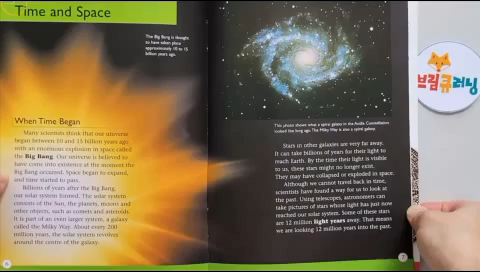 Time and Space
The Big Bang is thought
to have taken place
approximately 10 to 15
billion years ago.
When Time Began
Many scientists think that our universe
began between 10 and 15 billion years ago
with an enormous explosion in space called
the Big Bang. Our universe is believed to
have come into existence at the moment the
Big Bang occurred. Space began to expand,
and time started to pass.
Billions of years after the Big Bang,
our solar system formed. The solar system
consists of the Sun, the planets, moons and
other objects, such as comets and asteroids.
It is part of an even larger system, a galaxy
called the Milky Way. About every 200
million years, the solar system revolves
around the centre of the galaxy.
6
This photo shows what a spiral galaxy in the Constellation
looked like long ago. The Milky Way is also a spiral galaxy.
Stars in other galaxies are very far away.
It can take billions of years for their light to
reach Earth. By the time their light is visible
to us, these stars might no longer exist.
They may have collapsed or exploded in space.
Although we cannot travel back in time,
scientists have found a way for us to look at
the past. Using telescopes, astronomers can
take pictures of stars whose light has just now
reached our solar system. Some of these stars
are 12 million light years away. That means
we are looking 12 million years into the past.
7
브림큐러닝